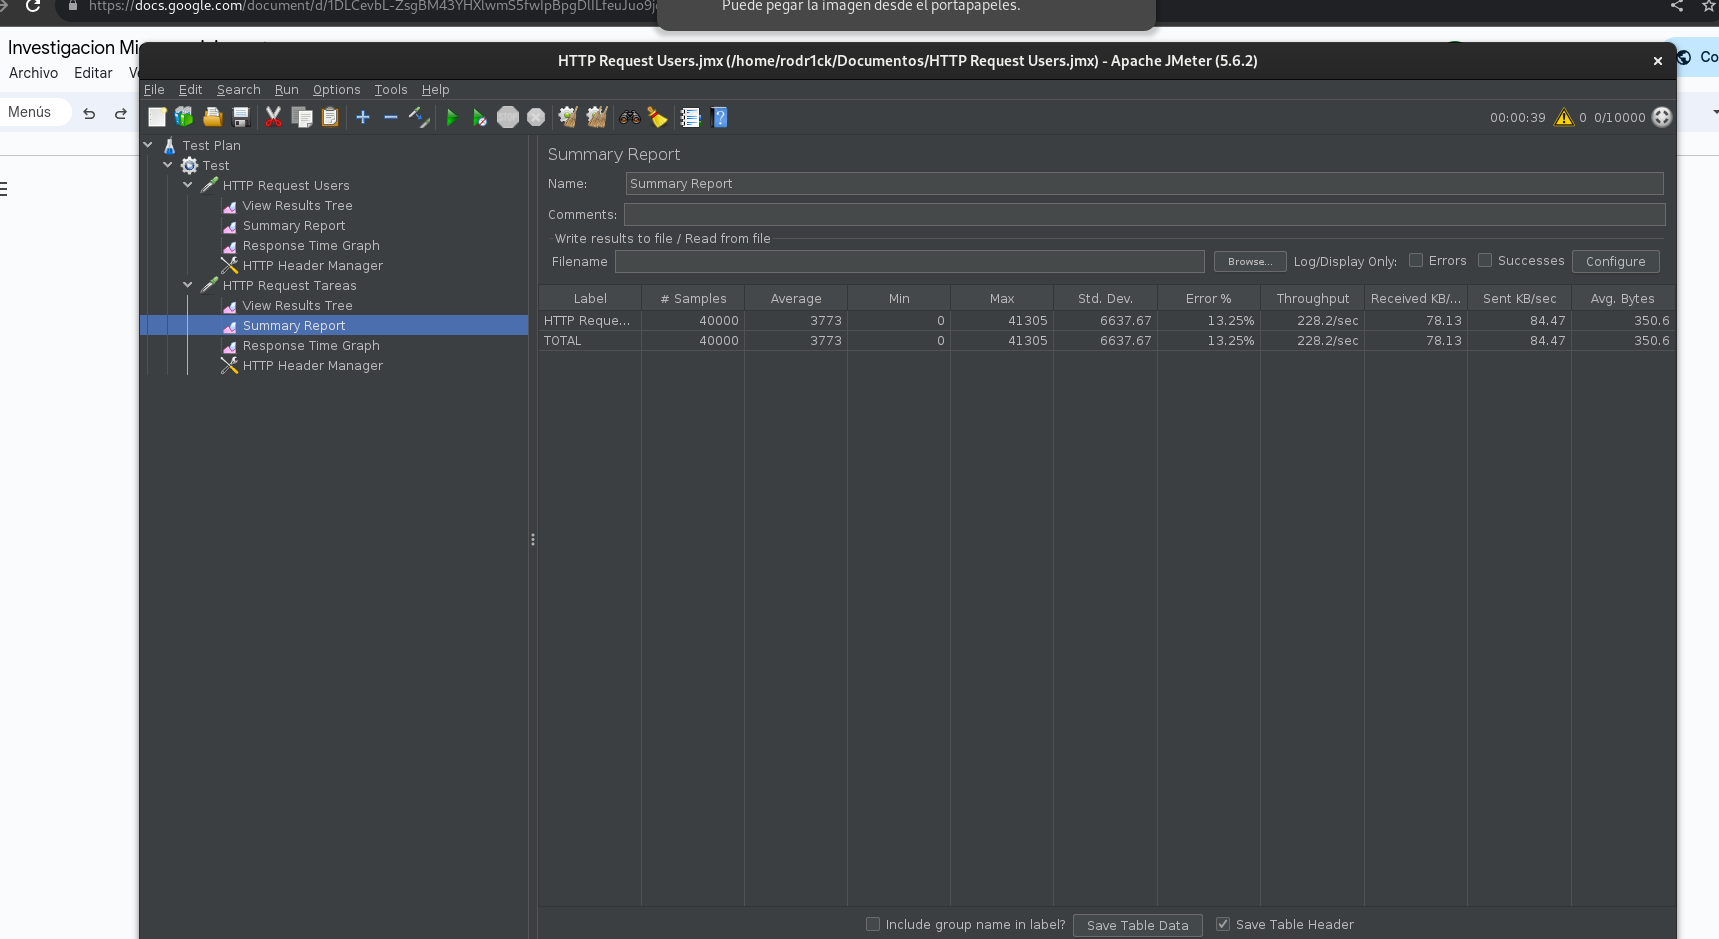 https://docs.google.com/document/d/1DLCevbL-ZsgBM43YHXlwmS5fwIpBpgDlILfeuJuo9j
Puede pegar la imagen desde el portapapeles.
Investigacion Mi
Archivo Editar V
Menús
Co
HTTP Request Users.jmx (/home/rodr1ck/Documentos/HTTP Request Users.jmx) - Apache JMeter (5.6.2)
File Edit Search Run Options Tools Help
00:00:39 0 0/10000
Test Plan
Test
HTTP Request Users
View Results Tree
Summary Report
Response Time Graph
HTTP Header Manager
HTTP Request Tareas
View Results Tree
Summary Report
Response Time Graph
HTTP Header Manager
Summary Report
Name: Summary Report
Comments:
Write results to file / Read from file
Filename Browse... Log/Display Only: Errors Successes Configure
Label # Samples Average Min Max Std. Dev. Error % Throughput Received KB/... Sent KB/sec Avg. Bytes
HTTP Reque... 40000 3773 0 41305 6637.67 13.25% 228.2/sec 78.13 84.47 350.6
TOTAL 40000 3773 0 41305 6637.67 13.25% 228.2/sec 78.13 84.47 350.6
Include group name in label? Save Table Data Save Table Header